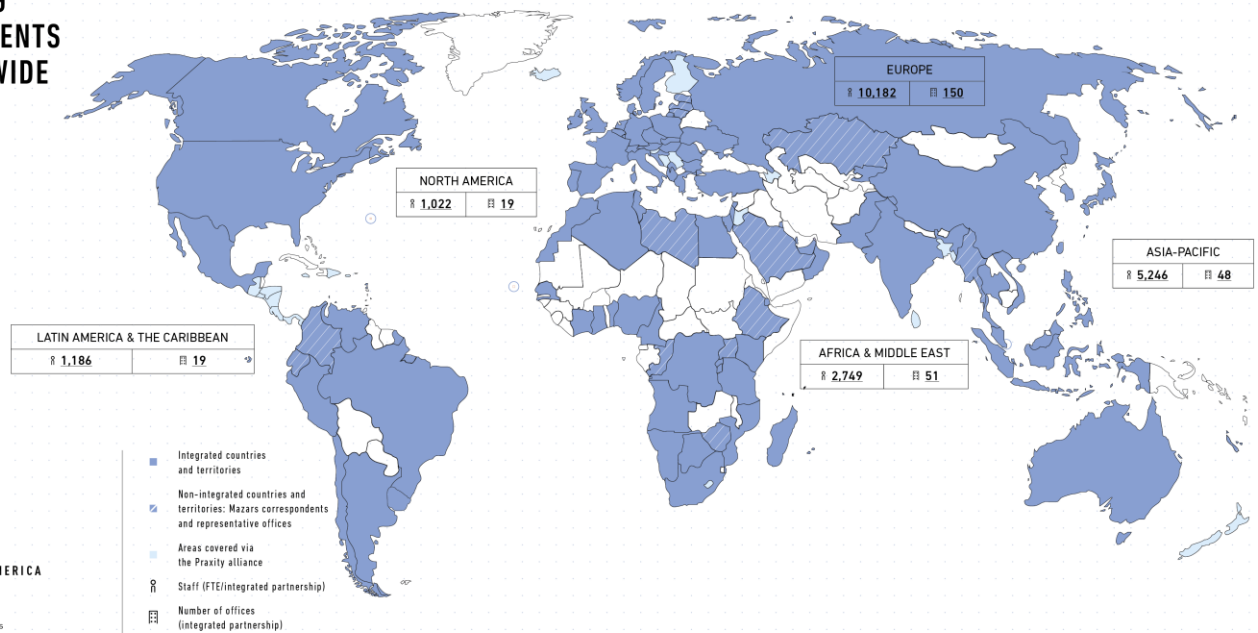 ENTS
WIDE
EUROPE
10,182 150
NORTH AMERICA
1,022 19
ASIA-PACIFIC
5,246 48
LATIN AMERICA & THE CARIBBEAN
1,186 19
AFRICA & MIDDLE EAST
2,749 51
Integrated countries
and territories
Non-integrated countries and
territories: Mazars correspondents
and representative offices
Areas covered via
the Praxity alliance
Staff (FTE/integrated partnership)
Number of offices
(integrated partnership)
ERICA
s